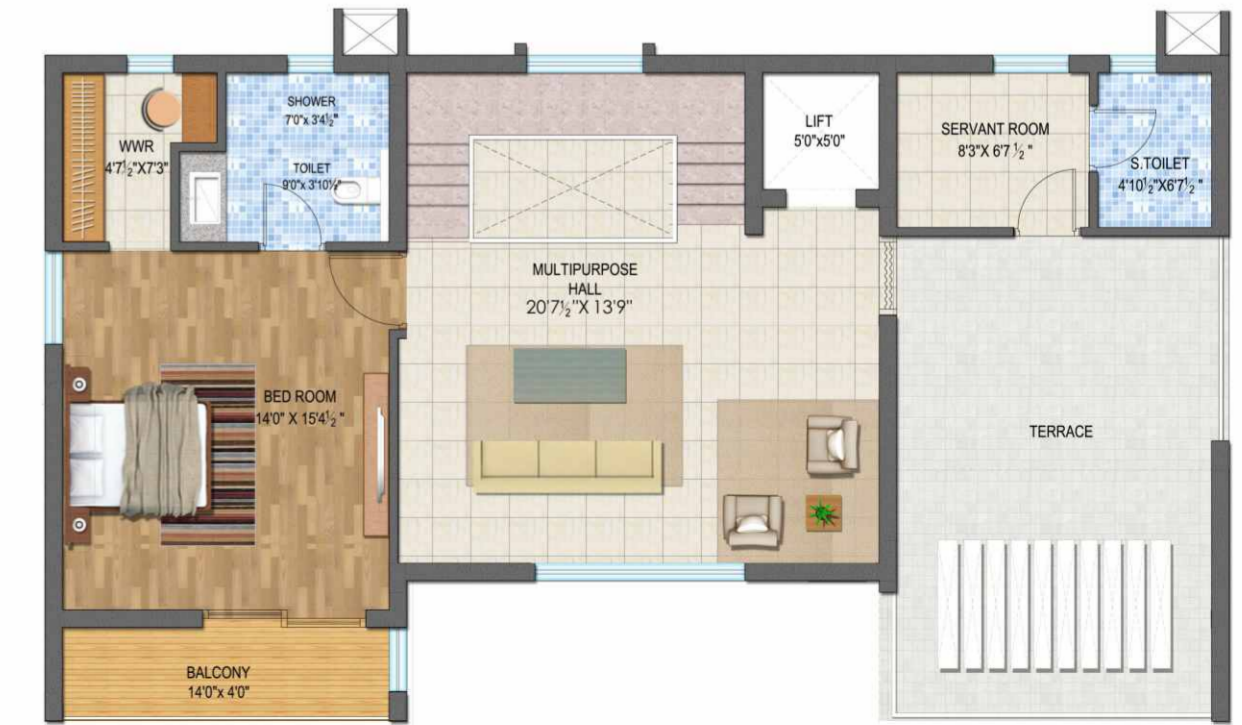 SHOWER
7'0"x 3'4½"
WWR
4'7½"X7'3"
TOILET
9'0"x 3'10½"
LIFT
5'0"x5'0"
SERVANT ROOM
8'3"X 6'7 ½ "
S.TOILET
4'10½"X6'7½ "
MULTIPURPOSE
HALL
20'7½"X 13'9"
BED ROOM
14'0" X 15'4½ "
TERRACE
BALCONY
14'0"x 4'0"